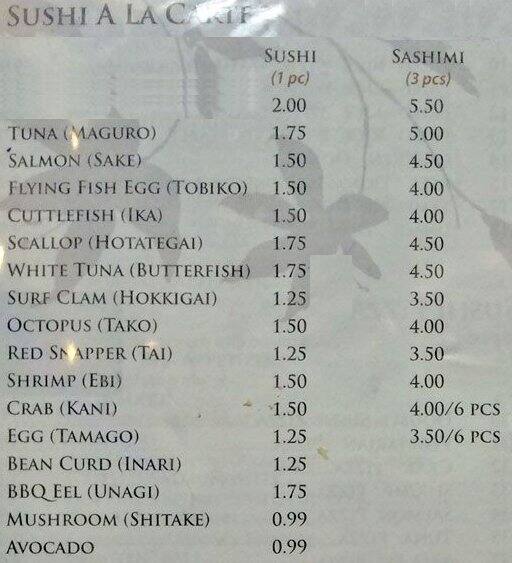 Sushi A La Carte
Sushi Sashimi
(1 pc) (3 pcs)
2.00 5.50
Tuna (Maguro) 1.75 5.00
Salmon (Sake) 1.50 4.50
Flying Fish Egg (Tobiko) 1.50 4.00
Cuttlefish (Ika) 1.50 4.00
Scallop (Hotategai) 1.75 4.50
White Tuna (Butterfish) 1.75 4.50
Surf Clam (Hokkigai) 1.25 3.50
Octopus (Tako) 1.50 4.00
Red Snapper (Tai) 1.25 3.50
Shrimp (Ebi) 1.50 4.00
Crab (Kani) 1.50 4.00/6 pcs
Egg (Tamago) 1.25 3.50/6 pcs
Bean Curd (Inari) 1.25
BBQ Eel (Unagi) 1.75
Mushroom (Shitake) 0.99
Avocado 0.99